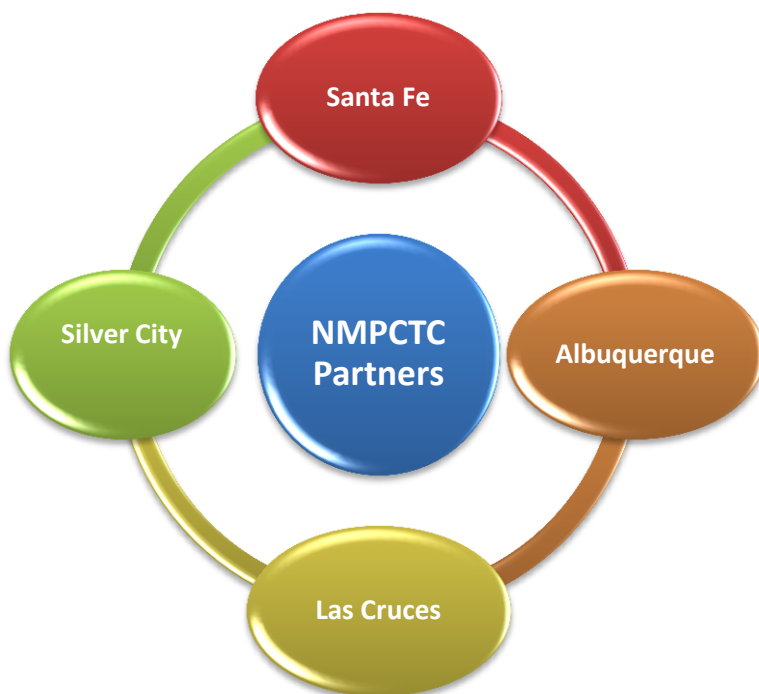 Santa Fe
Silver City
NMPCTC
Partners
Albuquerque
Las Cruces